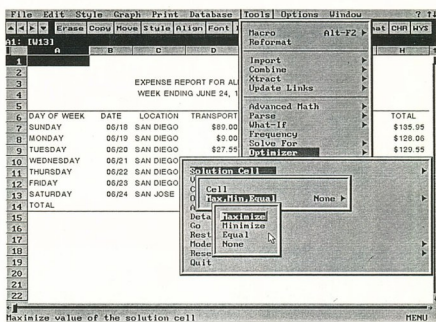 File Edit Style Graph Print Database Tools Options Window ?
Erase Copy Move Style Align Font CHR WYS
A1: [W13]
A B C D H
1
2
3 EXPENSE REPORT FOR
4 WEEK ENDING JUNE 24,
5
6 DAY OF WEEK DATE LOCATION TRANSPORT TOTAL
7 SUNDAY 06/18 SAN DIEGO $89.00 $135.95
8 MONDAY 06/19 SAN DIEGO $9.00 $128.06
9 TUESDAY 06/20 SAN DIEGO $27.55 $129.55
10 WEDNESDAY 06/21 SAN DIEGO
11 THURSDAY 06/22 SAN DIEGO
12 FRIDAY 06/23 SAN DIEGO
13 SATURDAY 06/24 SAN JOSE
14 TOTAL
15
16
17
18
19
20
21
22
Macro Alt-F2
Reformat
Import
Combine
Xtract
Update Links
Advanced Math
Parse
What-If
Frequency
Solve For
Optimizer
Solution Cell
Cell
Max,Min,Equal None
Maximize
Minimize
Equal
None
Go
Mode
Quit
Maximize value of the solution cell MENU